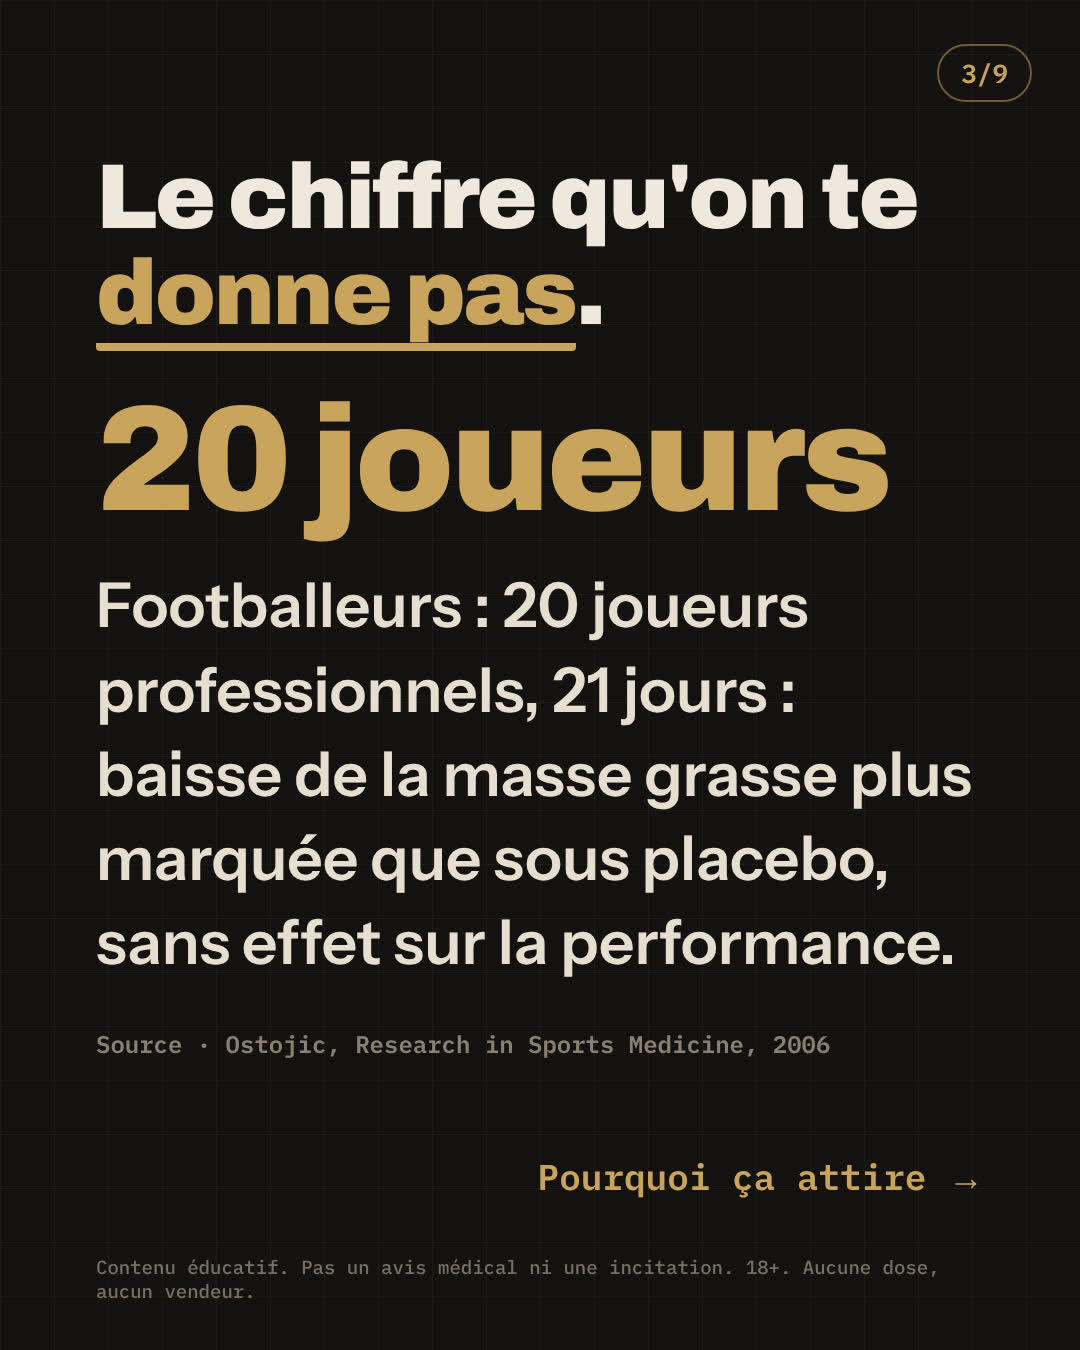 3/9
Le chiffre qu'on te
donne pas.
20 joueurs
Footballeurs : 20 joueurs
professionnels, 21 jours :
baisse de la masse grasse plus
marquée que sous placebo,
sans effet sur la performance.
Source · Ostojic, Research in Sports Medicine, 2006
Pourquoi ça attire →
Contenu éducatif. Pas un avis médical ni une incitation. 18+. Aucune dose,
aucun vendeur.